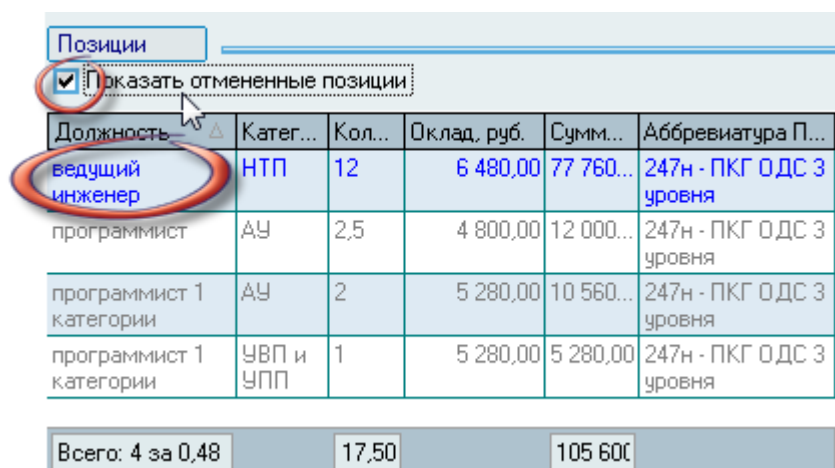 Позиции
Показать отмененные позиции
Должность Катег... Кол... Оклад, руб. Сумм... Аббревиатура П...
ведущий НТП 12 6 480,00 77 760... 247н - ПКГ ОДС 3
инженер уровня
программист АУ 2,5 4 800,00 12 000... 247н - ПКГ ОДС 3
уровня
программист 1 АУ 2 5 280,00 10 560... 247н - ПКГ ОДС 3
категории уровня
программист 1 УВП и 1 5 280,00 5 280,00 247н - ПКГ ОДС 3
категории УПП уровня
Всего: 4 за 0,48 17,50 105 600